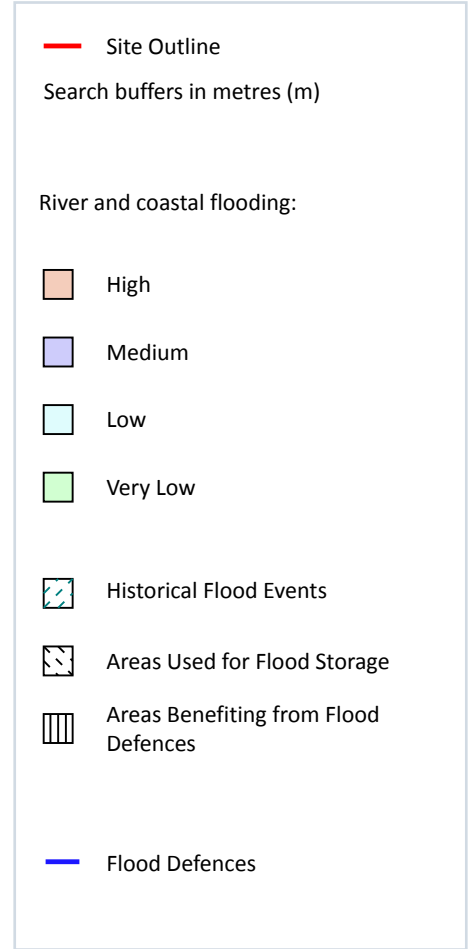 Site Outline
Search buffers in metres (m)
River and coastal flooding:
High
Medium
Low
Very Low
Historical Flood Events
Areas Used for Flood Storage
Areas Benefiting from Flood
Defences
Flood Defences